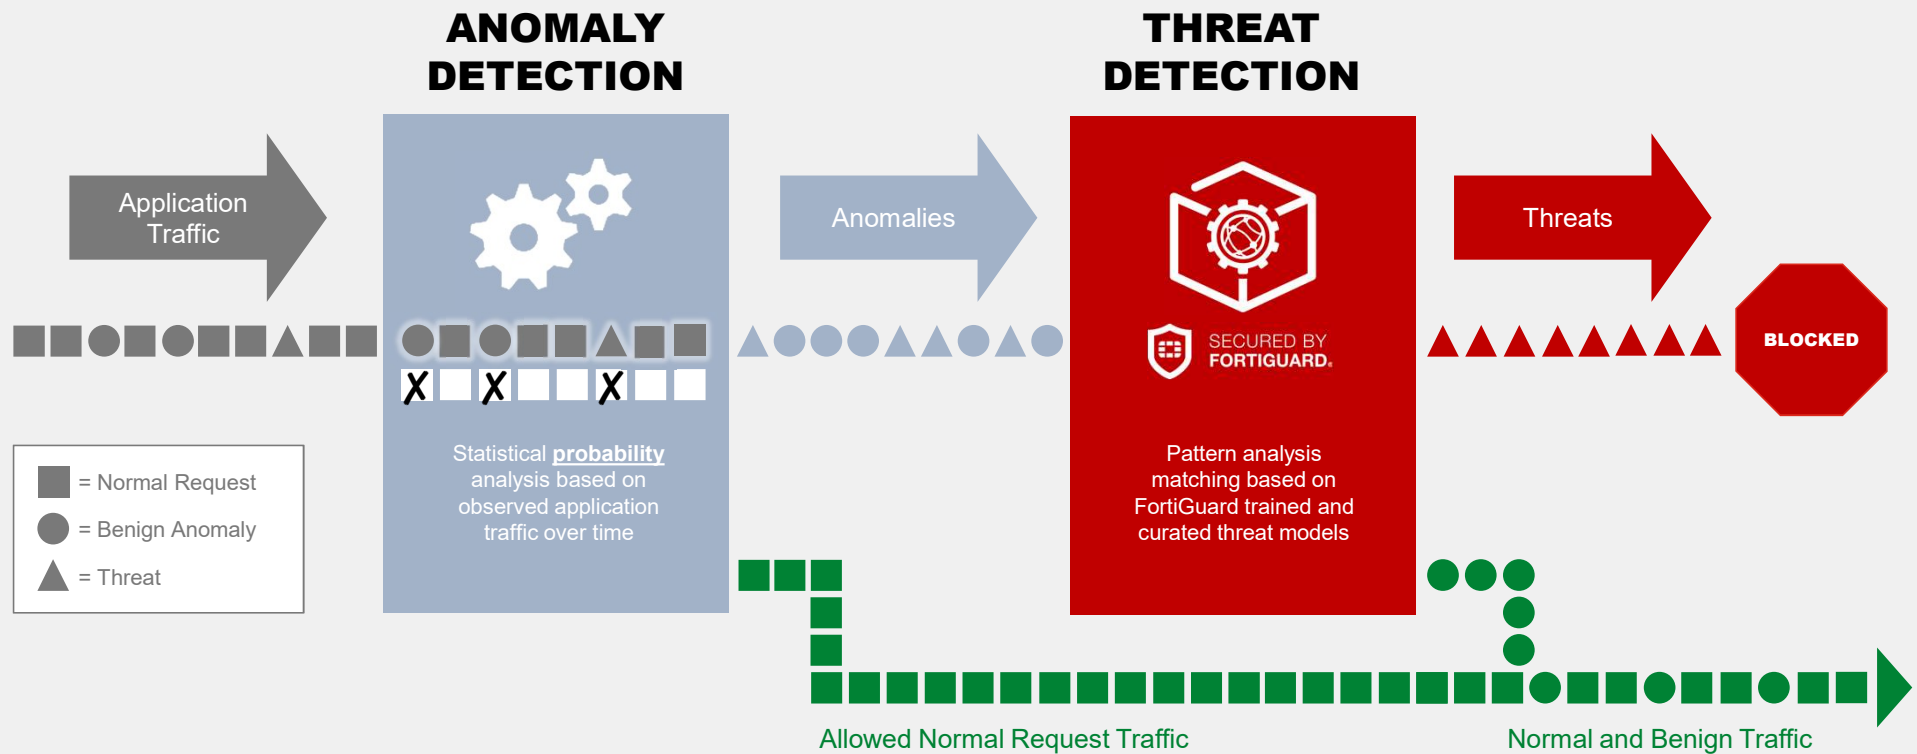 ANOMALY
DETECTION
THREAT
DETECTION
Application
Traffic
Anomalies
Threats
SECURED BY
FORTIGUARD®
BLOCKED
X X X
Statistical probability
analysis based on
observed application
traffic over time
Pattern analysis
matching based on
FortiGuard trained and
curated threat models
= Normal Request
= Benign Anomaly
= Threat
Allowed Normal Request Traffic
Normal and Benign Traffic